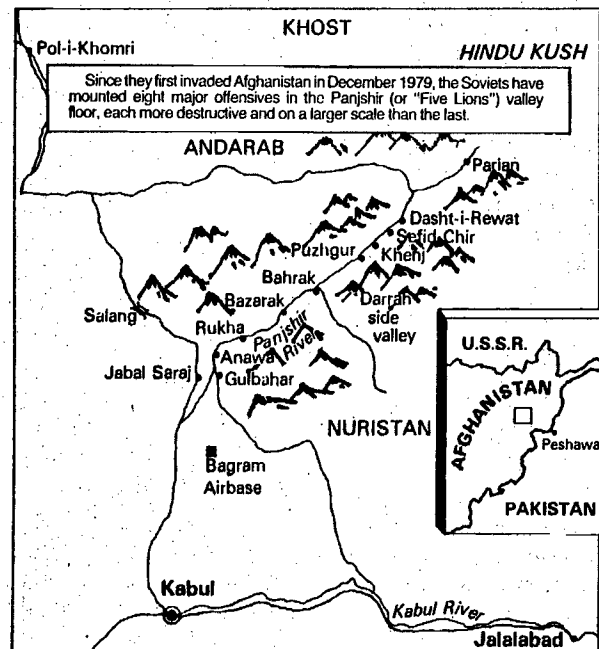 KHOST
Pol-i-Khomri
HINDU KUSH
Since they first invaded Afghanistan in December 1979, the Soviets have
mounted eight major offensives in the Panjshir (or "Five Lions") valley
floor, each more destructive and on a larger scale than the last.
ANDARAB
Parian
Dasht-i-Rewat
Sefid Chir
Puzhgur
Khenj
Bahrak
Bazarak
Darrah
side
valley
Salang
Rukha
Panjshir
River
Anawa
Jabal Saraj
Gulbahar
NURISTAN
Bagram
Airbase
U.S.S.R.
AFGHANISTAN
Peshawa
PAKISTAN
Kabul
Kabul River
Jalalabad